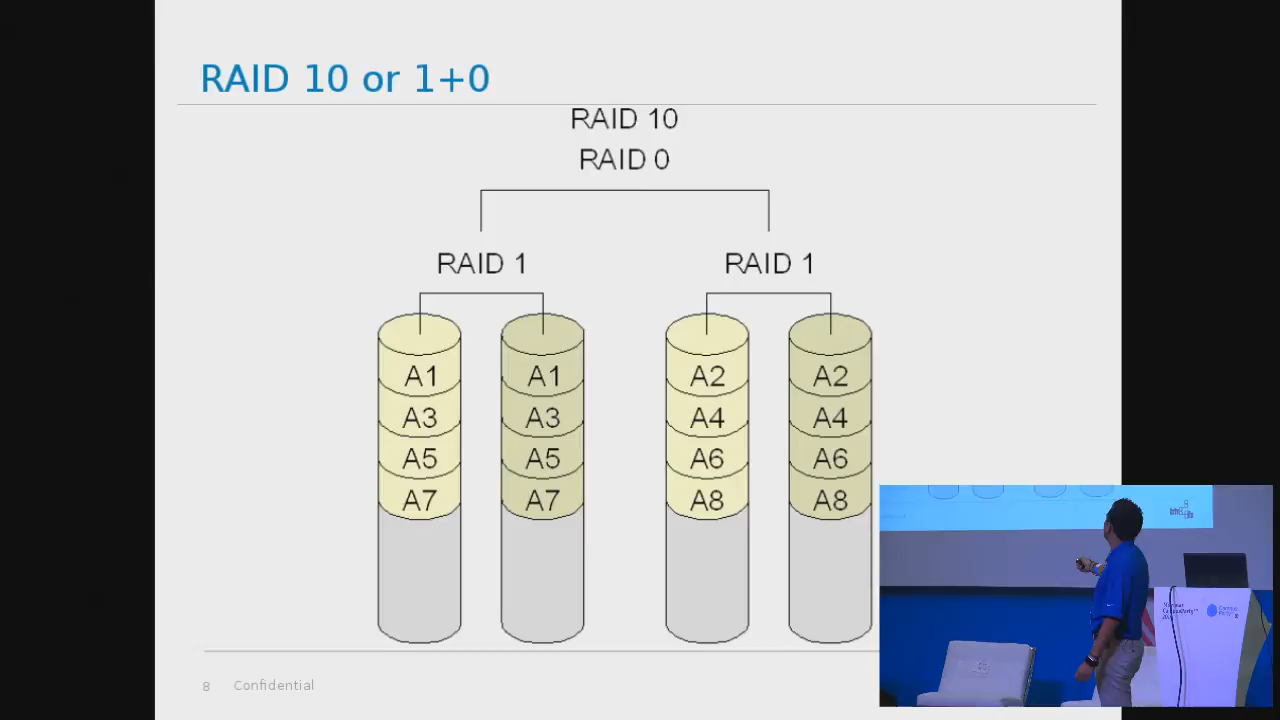 RAID 10 or 1+0
RAID 10
RAID 0
RAID 1 RAID 1
A1 A1 A2 A2
A3 A3 A4 A4
A5 A5 A6 A6
A7 A7 A8 A8
8 Confidential
Campus